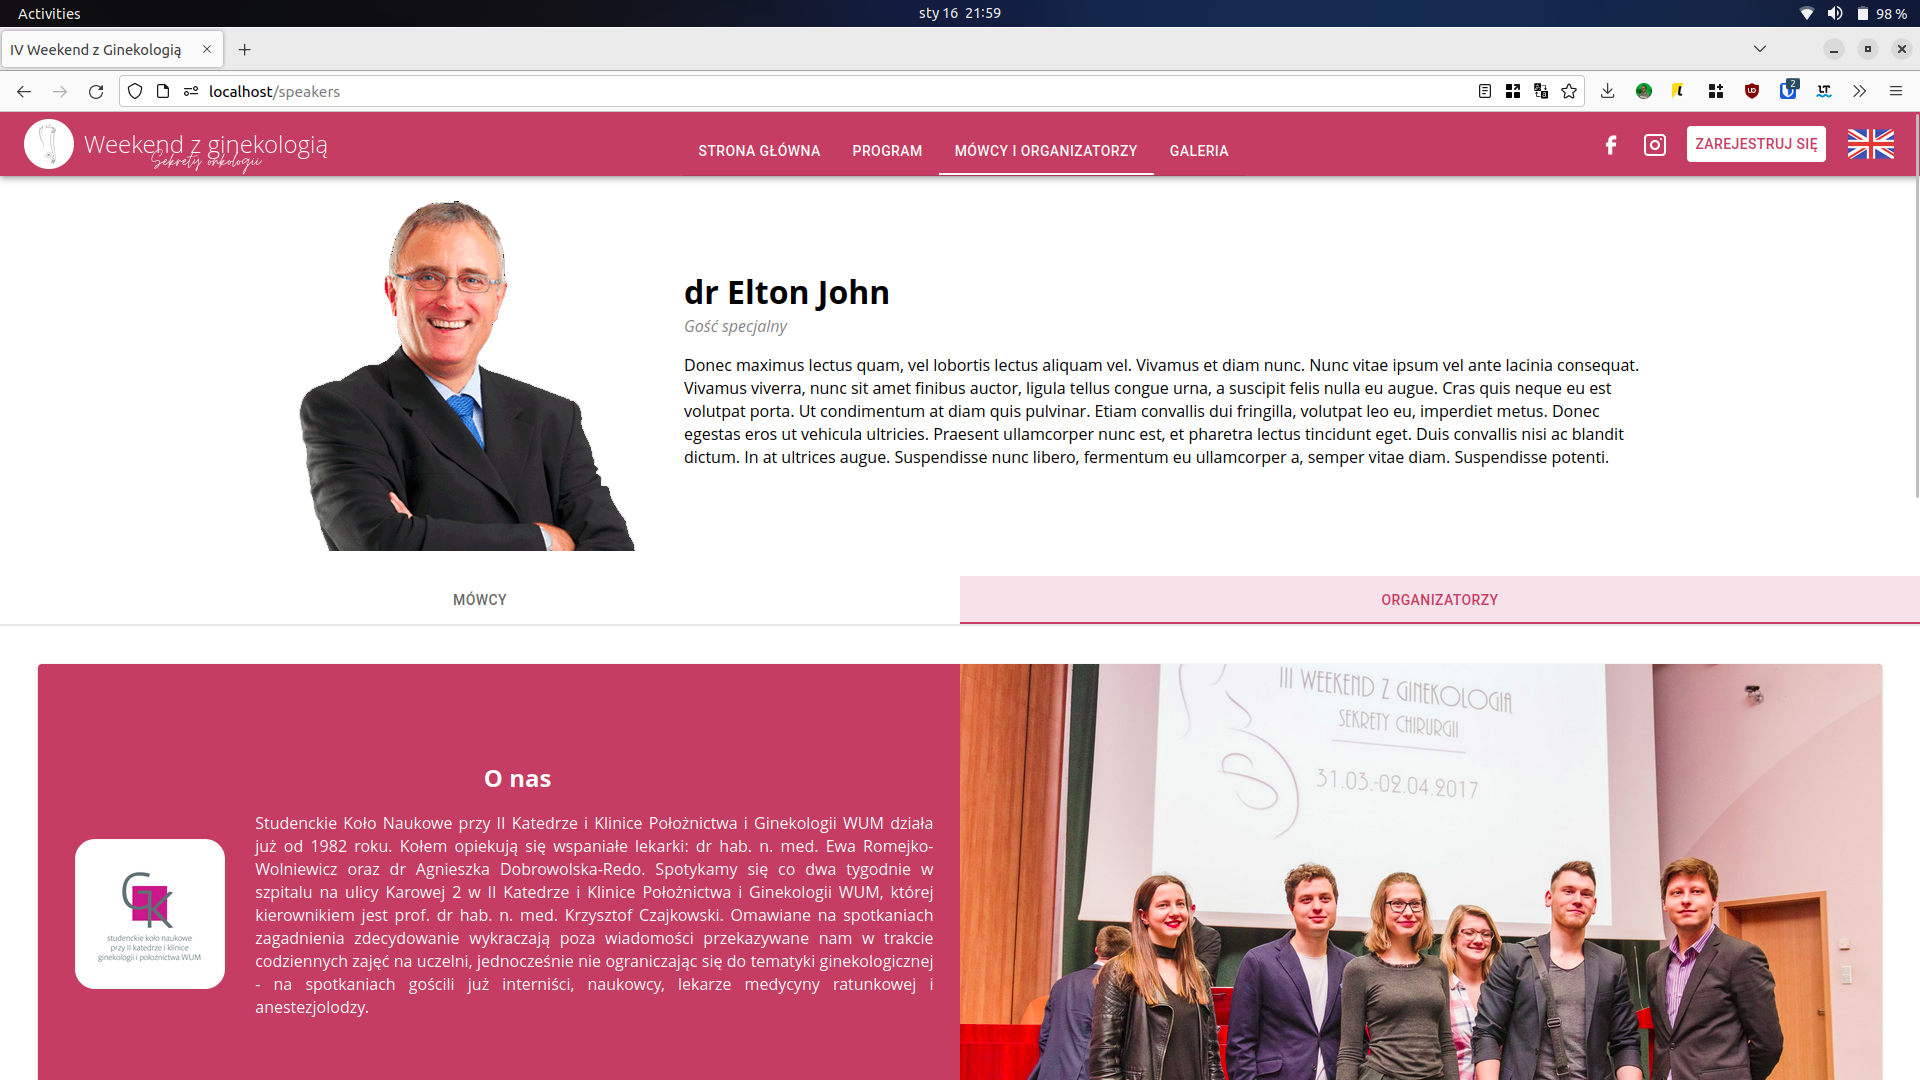 Activities
sty 16 21:59
98 %
IV Weekend z Ginekologią
localhost/speakers
2
Weekend z ginekologią
Sekrety onkologii
STRONA GŁÓWNA
PROGRAM
MÓWCY I ORGANIZATORZY
GALERIA
ZAREJESTRUJ SIĘ
dr Elton John
Gość specjalny
Donec maximus lectus quam, vel lobortis lectus aliquam vel. Vivamus et diam nunc. Nunc vitae ipsum vel ante lacinia consequat.
Vivamus viverra, nunc sit amet finibus auctor, ligula tellus congue urna, a suscipit felis nulla eu augue. Cras quis neque eu est
volutpat porta. Ut condimentum at diam quis pulvinar. Etiam convallis dui fringilla, volutpat leo eu, imperdiet metus. Donec
egestas eros ut vehicula ultricies. Praesent ullamcorper nunc est, et pharetra lectus tincidunt eget. Duis convallis nisi ac blandit
dictum. In at ultrices augue. Suspendisse nunc libero, fermentum eu ullamcorper a, semper vitae diam. Suspendisse potenti.
MÓWCY
ORGANIZATORZY
O nas
Studenckie Koło Naukowe przy II Katedrze i Klinice Położnictwa i Ginekologii WUM działa
już od 1982 roku. Kołem opiekują się wspaniałe lekarki: dr hab. n. med. Ewa Romejko-
Wolniewicz oraz dr Agnieszka Dobrowolska-Redo. Spotykamy się co dwa tygodnie w
szpitalu na ulicy Karowej 2 w II Katedrze i Klinice Położnictwa i Ginekologii WUM, której
kierownikiem jest prof. dr hab. n. med. Krzysztof Czajkowski. Omawiane na spotkaniach
zagadnienia zdecydowanie wykraczają poza wiadomości przekazywane nam w trakcie
codziennych zajęć na uczelni, jednocześnie nie ograniczając się do tematyki ginekologicznej
- na spotkaniach gościli już interniści, naukowcy, lekarze medycyny ratunkowej i
anestezjolodzy.
GK
studenckie koło naukowe
przy II katedrze i klinice
ginekologii i położnictwa WUM
III WEEKEND Z GINEKOLOGIĄ
SEKRETY CHIRURGII
31.03.-02.04.2017